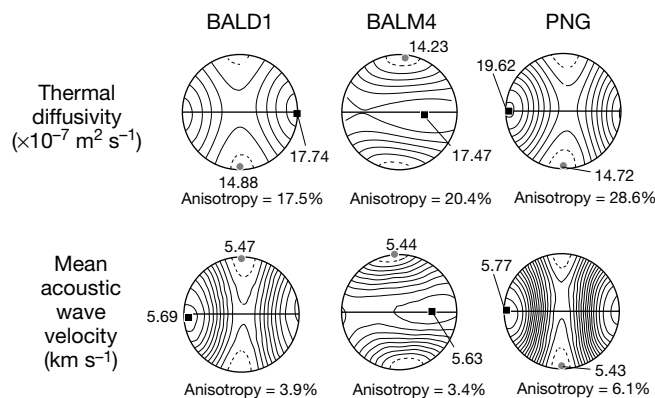 BALD1 BALM4 PNG
14.23
19.62
Thermal
diffusivity
(×10⁻⁷ m² s⁻¹)
17.74 17.47
14.88 14.72
Anisotropy = 17.5% Anisotropy = 20.4% Anisotropy = 28.6%
5.47 5.44
Mean
acoustic
wave
velocity
(km s⁻¹)
5.77
5.69
5.63
5.43
Anisotropy = 3.9% Anisotropy = 3.4% Anisotropy = 6.1%